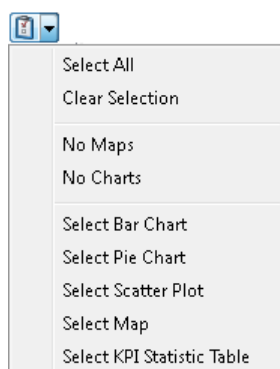 Select All
Clear Selection
No Maps
No Charts
Select Bar Chart
Select Pie Chart
Select Scatter Plot
Select Map
Select KPI Statistic Table